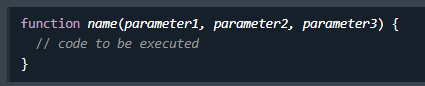 function name(parameter1, parameter2, parameter3) {
  // code to be executed
}